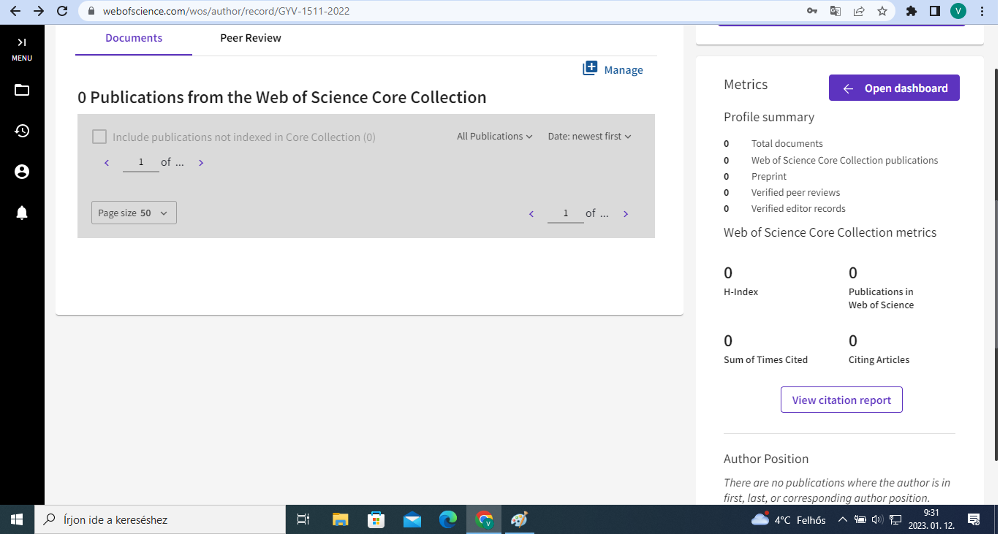 webofscience.com/wos/author/record/GYV-1511-2022
V
MENU
Documents
Peer Review
Manage
0 Publications from the Web of Science Core Collection
Include publications not indexed in Core Collection (0)
All Publications
Date: newest first
1 of ...
Page size 50
1 of ...
Metrics
Open dashboard
Profile summary
0 Total documents
0 Web of Science Core Collection publications
0 Preprint
0 Verified peer reviews
0 Verified editor records
Web of Science Core Collection metrics
0
H-Index
0
Publications in
Web of Science
0
Sum of Times Cited
0
Citing Articles
View citation report
Author Position
There are no publications where the author is in
first, last, or corresponding author position.
Írjon ide a kereséshez
V
4°C Felhős
9:31
2023. 01. 12.